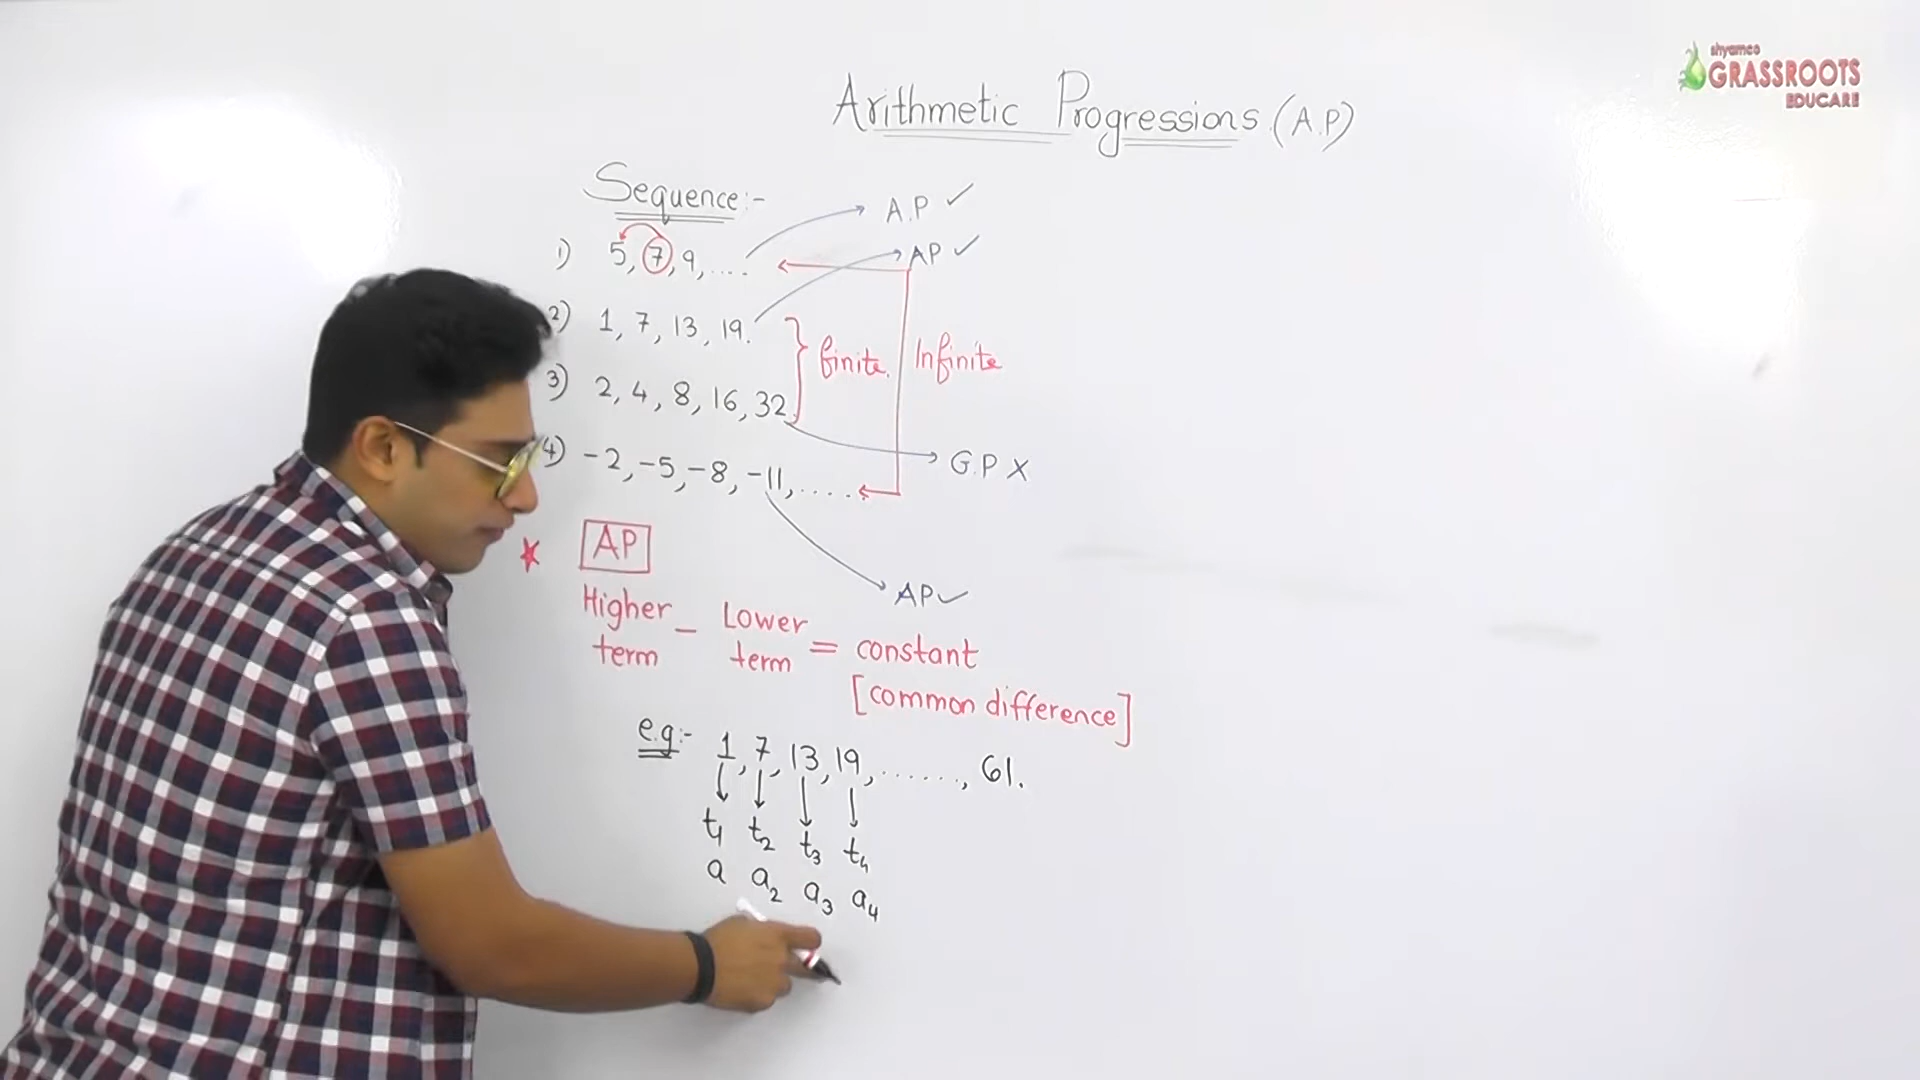 shyamco
GRASSROOTS
EDUCARE
Arithmetic Progressions. (A.P)
Sequence:-
A.P ✓
1) 5, 7, 9, ....
AP ✓
2) 1, 7, 13, 19.
3) 2, 4, 8, 16, 32.
} finite.
Infinite
G.P X
4) -2, -5, -8, -11, .....
★ AP
AP ✓
Higher term - Lower term = constant
[common difference]
e.g:- 1, 7, 13, 19, ......, 61.
t1 t2 t3 t4
a a2 a3 a4